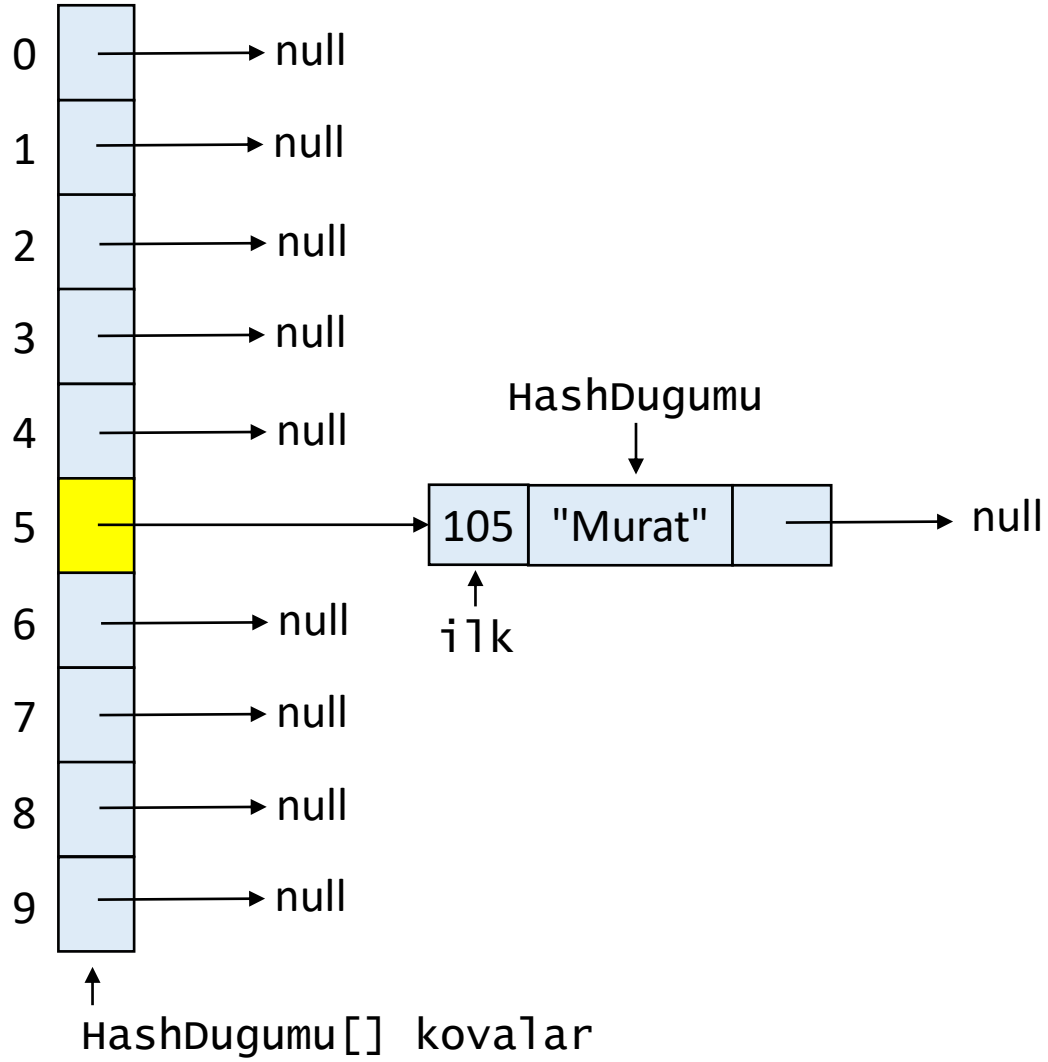 0 null
1 null
2 null
3 null
HashDugumu
4 null
5 105 "Murat" null
6 null
ilk
7 null
8 null
9 null
HashDugumu[] kovalar